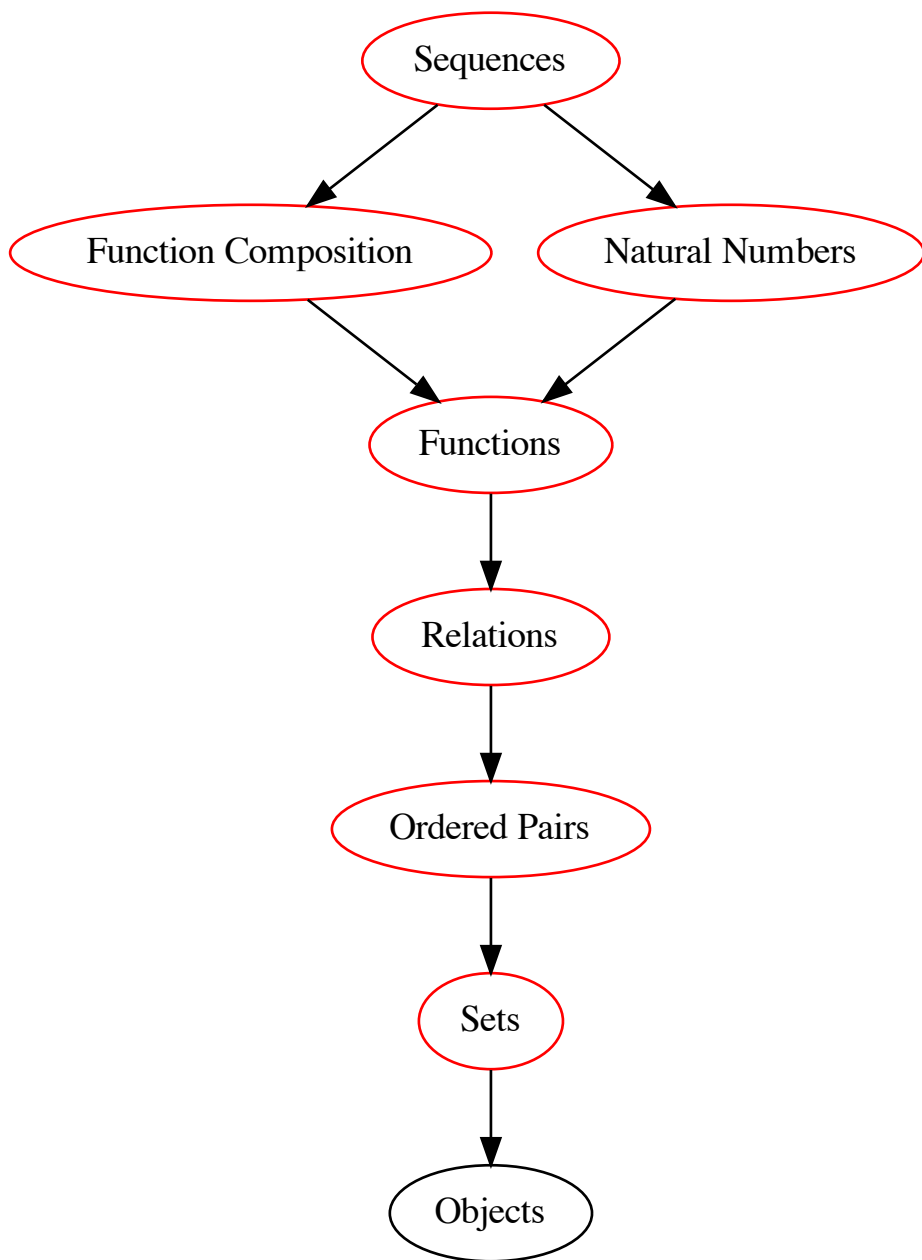 Sequences
Function Composition
Natural Numbers
Functions
Relations
Ordered Pairs
Sets
Objects